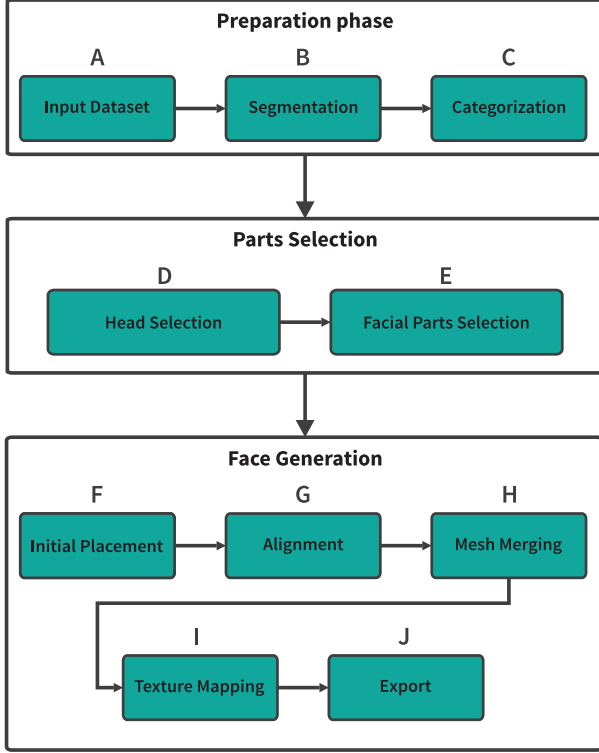 Preparation phase
A B C
Input Dataset Segmentation Categorization
Parts Selection
D E
Head Selection Facial Parts Selection
Face Generation
F G H
Initial Placement Alignment Mesh Merging
I J
Texture Mapping Export